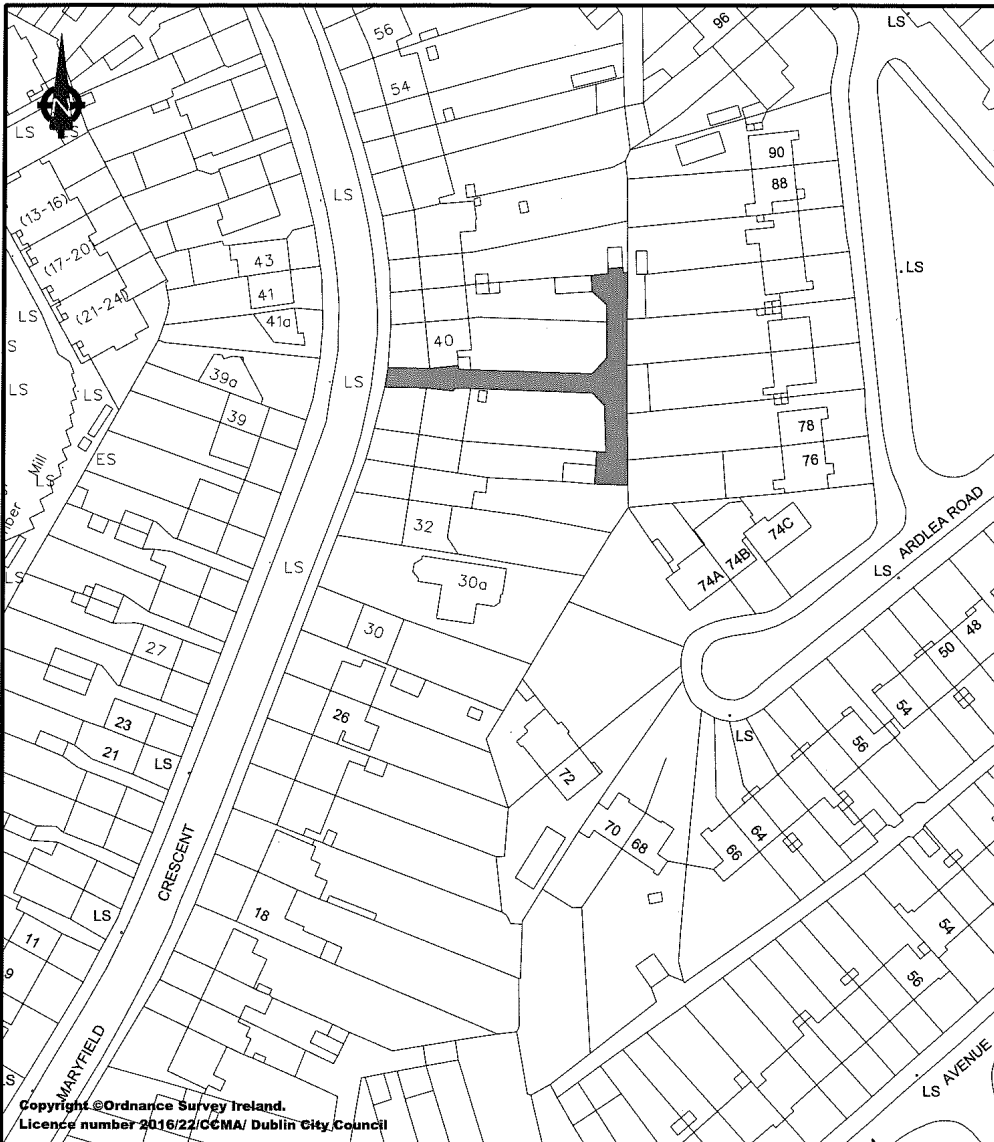 96
LS
56
54
N
LS
LS
90
88
(13-16)
LS
(17-20)
43
LS
41
(21-24)
41a
LS
40
39a
LS
LS
LS
39
78
76
Mill
ES
LS
ARDLEA ROAD
32
74C
74B
74A
LS
LS
30a
LS
30
48
50
27
54
26
23
LS
56
21
LS
72
64
70
68
66
CRESCENT
18
LS
54
11
56
9
MARYFIELD
AVENUE
LS
LS
Copyright ©Ordnance Survey Ireland.
Licence number 2016/22/CCMA/ Dublin City Council